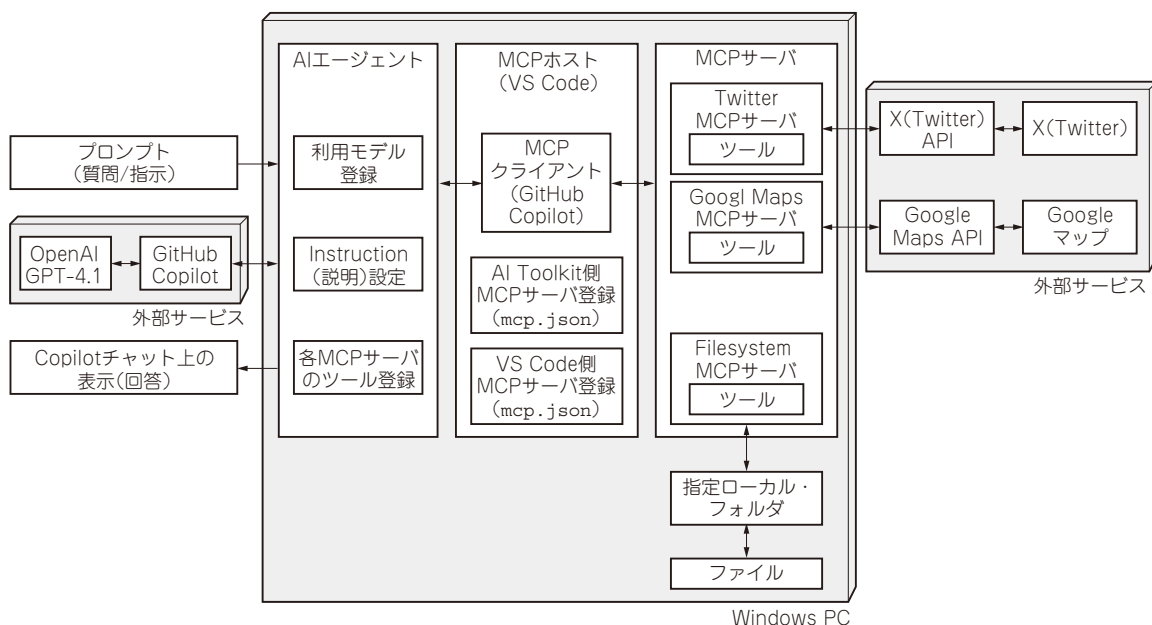 プロンプト
(質問/指示)
OpenAI
GPT-4.1
GitHub
Copilot
外部サービス
Copilotチャット上の
表示(回答)
AIエージェント
利用モデル
登録
Instruction
(説明)設定
各MCPサーバ
のツール登録
MCPホスト
(VS Code)
MCP
クライアント
(GitHub
Copilot)
AI Toolkit側
MCPサーバ登録
(mcp.json)
VS Code側
MCPサーバ登録
(mcp.json)
MCPサーバ
Twitter
MCPサーバ
ツール
Googl Maps
MCPサーバ
ツール
Filesystem
MCPサーバ
ツール
指定ローカル・
フォルダ
ファイル
Windows PC
X(Twitter)
API
X(Twitter)
Google
Maps API
Google
マップ
外部サービス